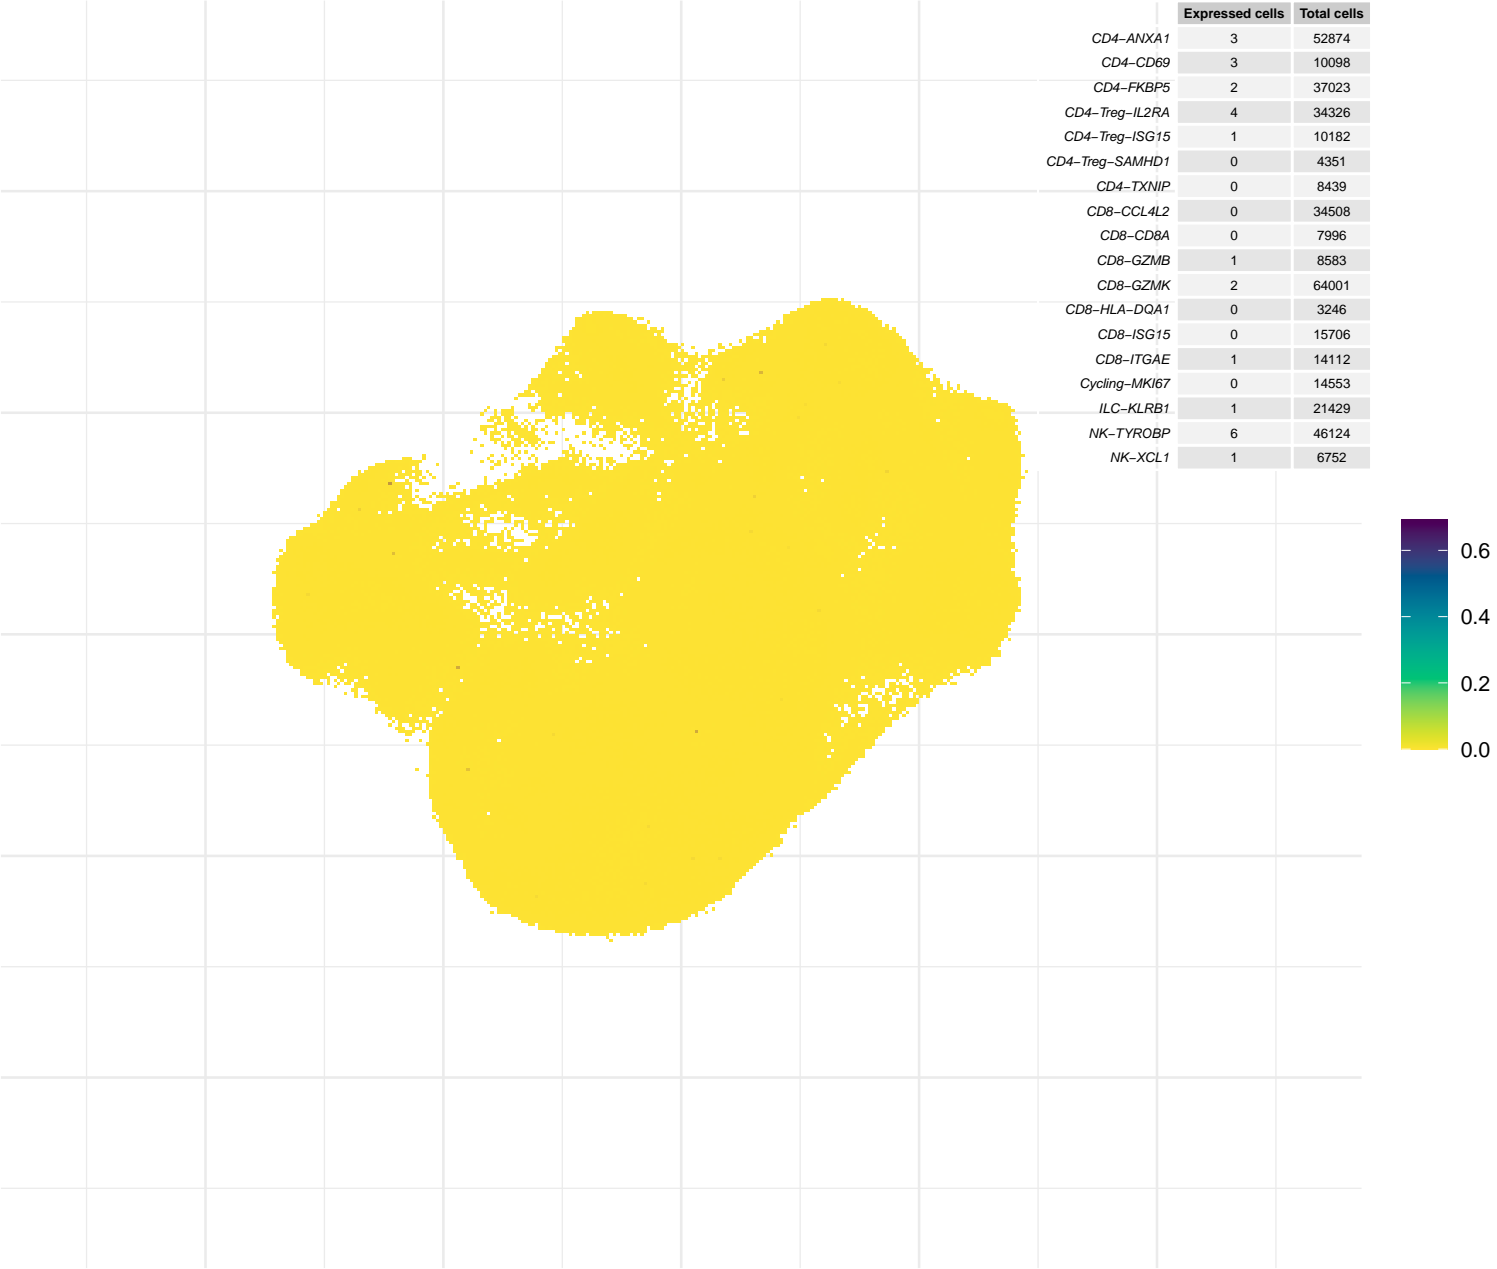 Expressed cells Total cells
CD4−ANXA1 3 52874
CD4−CD69 3 10098
CD4−FKBP5 2 37023
CD4−Treg−IL2RA 4 34326
CD4−Treg−ISG15 1 10182
CD4−Treg−SAMHD1 0 4351
CD4−TXNIP 0 8439
CD8−CCL4L2 0 34508
CD8−CD8A 0 7996
CD8−GZMB 1 8583
CD8−GZMK 2 64001
CD8−HLA−DQA1 0 3246
CD8−ISG15 0 15706
CD8−ITGAE 1 14112
Cycling−MKI67 0 14553
ILC−KLRB1 1 21429
NK−TYROBP 6 46124
NK−XCL1 1 6752
0.6
0.4
0.2
0.0